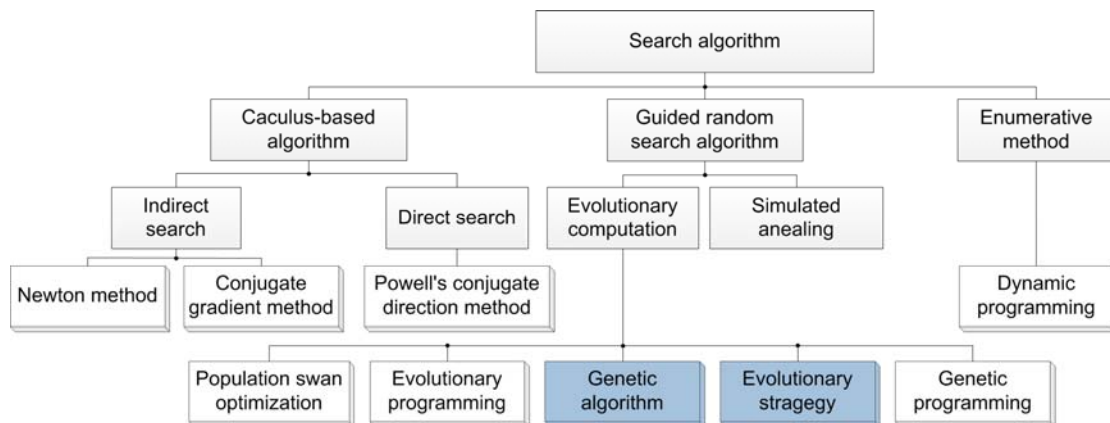 Search algorithm
Caculus-based
algorithm
Guided random
search algorithm
Enumerative
method
Indirect
search
Direct search
Evolutionary
computation
Simulated
anealing
Newton method
Conjugate
gradient method
Powell's conjugate
direction method
Dynamic
programming
Population swan
optimization
Evolutionary
programming
Genetic
algorithm
Evolutionary
stragegy
Genetic
programming